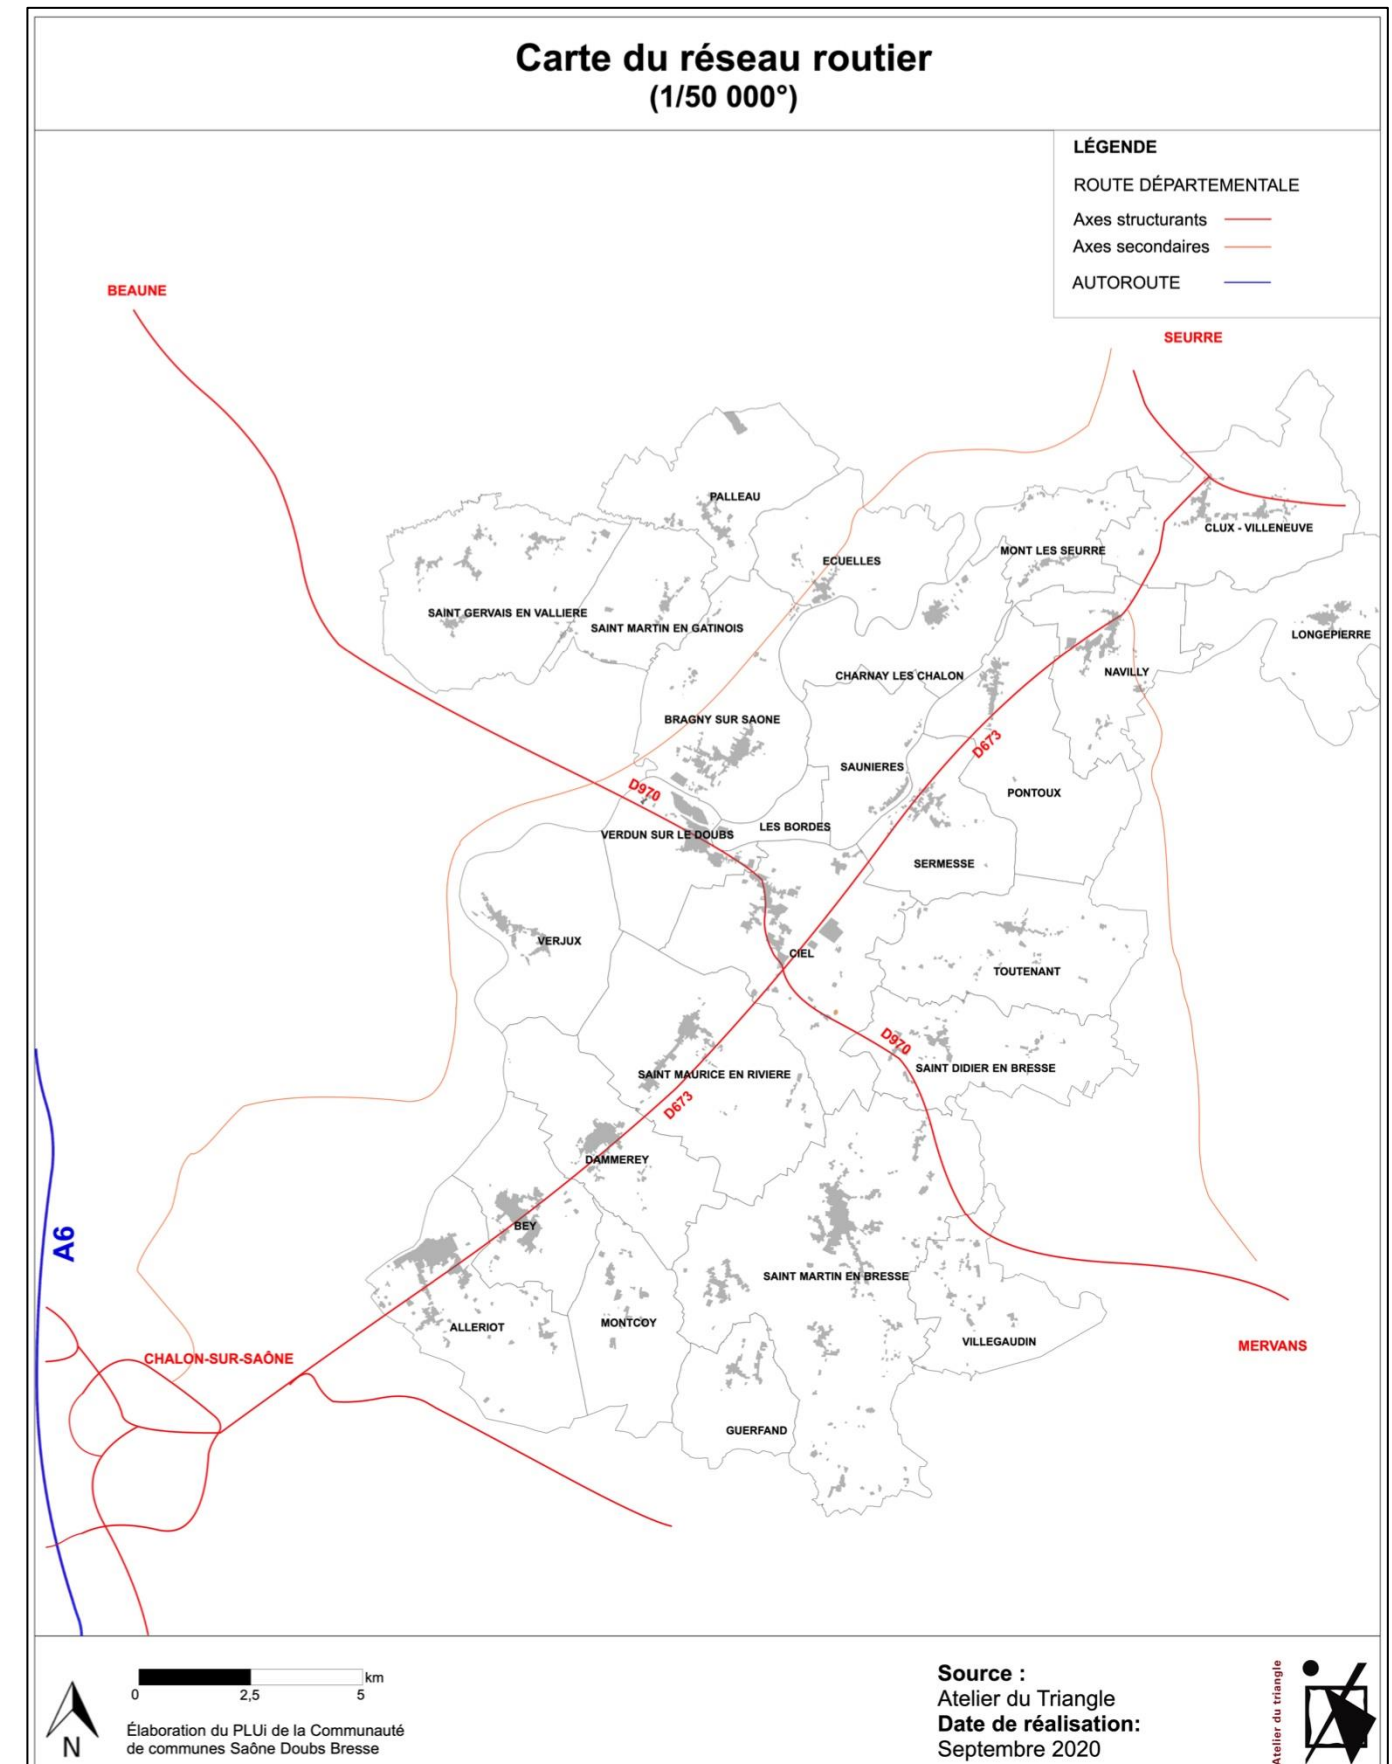 Carte du réseau routier
(1/50 000°)
LÉGENDE
ROUTE DÉPARTEMENTALE
Axes structurants
Axes secondaires
AUTOROUTE
BEAUNE
SEURRE
PALLEAU
CLUX - VILLENEUVE
MONT LES SEURRE
ECUELLES
SAINT GERVAIS EN VALLIERE
SAINT MARTIN EN GATINOIS
LONGEPIERRE
CHARNAY LES CHALON
NAVILLY
BRAGNY SUR SAONE
D673
SAUNIERES
D970
PONTOUX
LES BORDES
VERDUN SUR LE DOUBS
SERMESSE
VERJUX
CIEL
TOUTENANT
D970
SAINT DIDIER EN BRESSE
SAINT MAURICE EN RIVIERE
D673
DAMMEREY
BEY
A6
SAINT MARTIN EN BRESSE
MONTCOY
ALLERIOT
VILLEGAUDIN
MERVANS
CHALON-SUR-SAÔNE
GUERFAND
km
0 2,5 5
N
Élaboration du PLUi de la Communauté
de communes Saône Doubs Bresse
Source :
Atelier du Triangle
Date de réalisation:
Septembre 2020
Atelier du triangle